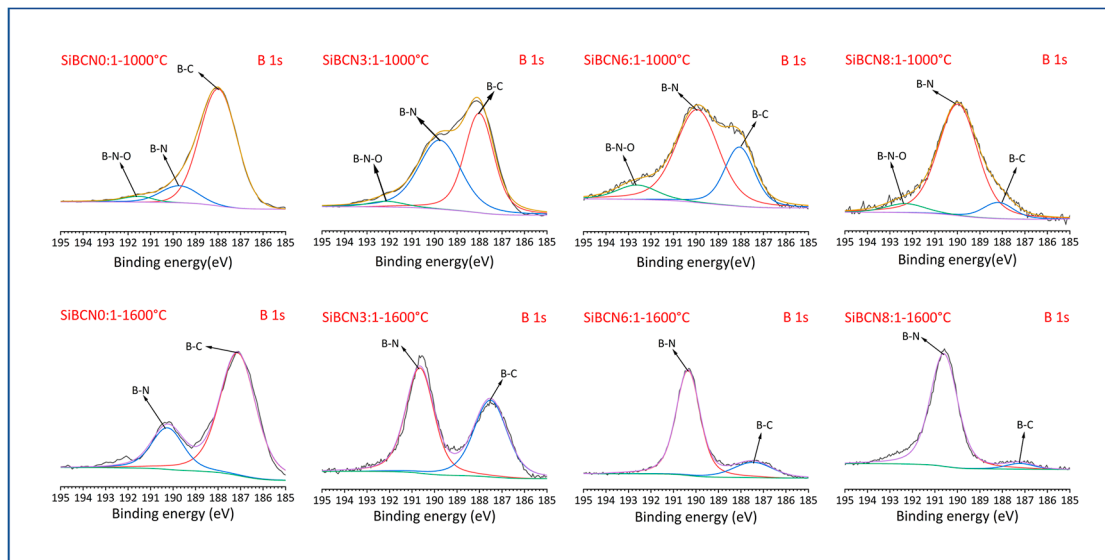 SiBCN0:1-1000°C B 1s
B-C
B-N
B-N-O
195 194 193 192 191 190 189 188 187 186 185
Binding energy(eV)
SiBCN3:1-1000°C B 1s
B-C
B-N
B-N-O
195 194 193 192 191 190 189 188 187 186 185
Binding energy(eV)
SiBCN6:1-1000°C B 1s
B-N
B-C
B-N-O
195 194 193 192 191 190 189 188 187 186 185
Binding energy(eV)
SiBCN8:1-1000°C B 1s
B-N
B-N-O
B-C
195 194 193 192 191 190 189 188 187 186 185
Binding energy(eV)
SiBCN0:1-1600°C B 1s
B-C
B-N
195 194 193 192 191 190 189 188 187 186 185
Binding energy (eV)
SiBCN3:1-1600°C B 1s
B-N
B-C
195 194 193 192 191 190 189 188 187 186 185
Binding energy (eV)
SiBCN6:1-1600°C B 1s
B-N
B-C
195 194 193 192 191 190 189 188 187 186 185
Binding energy (eV)
SiBCN8:1-1600°C B 1s
B-N
B-C
195 194 193 192 191 190 189 188 187 186 185
Binding energy (eV)